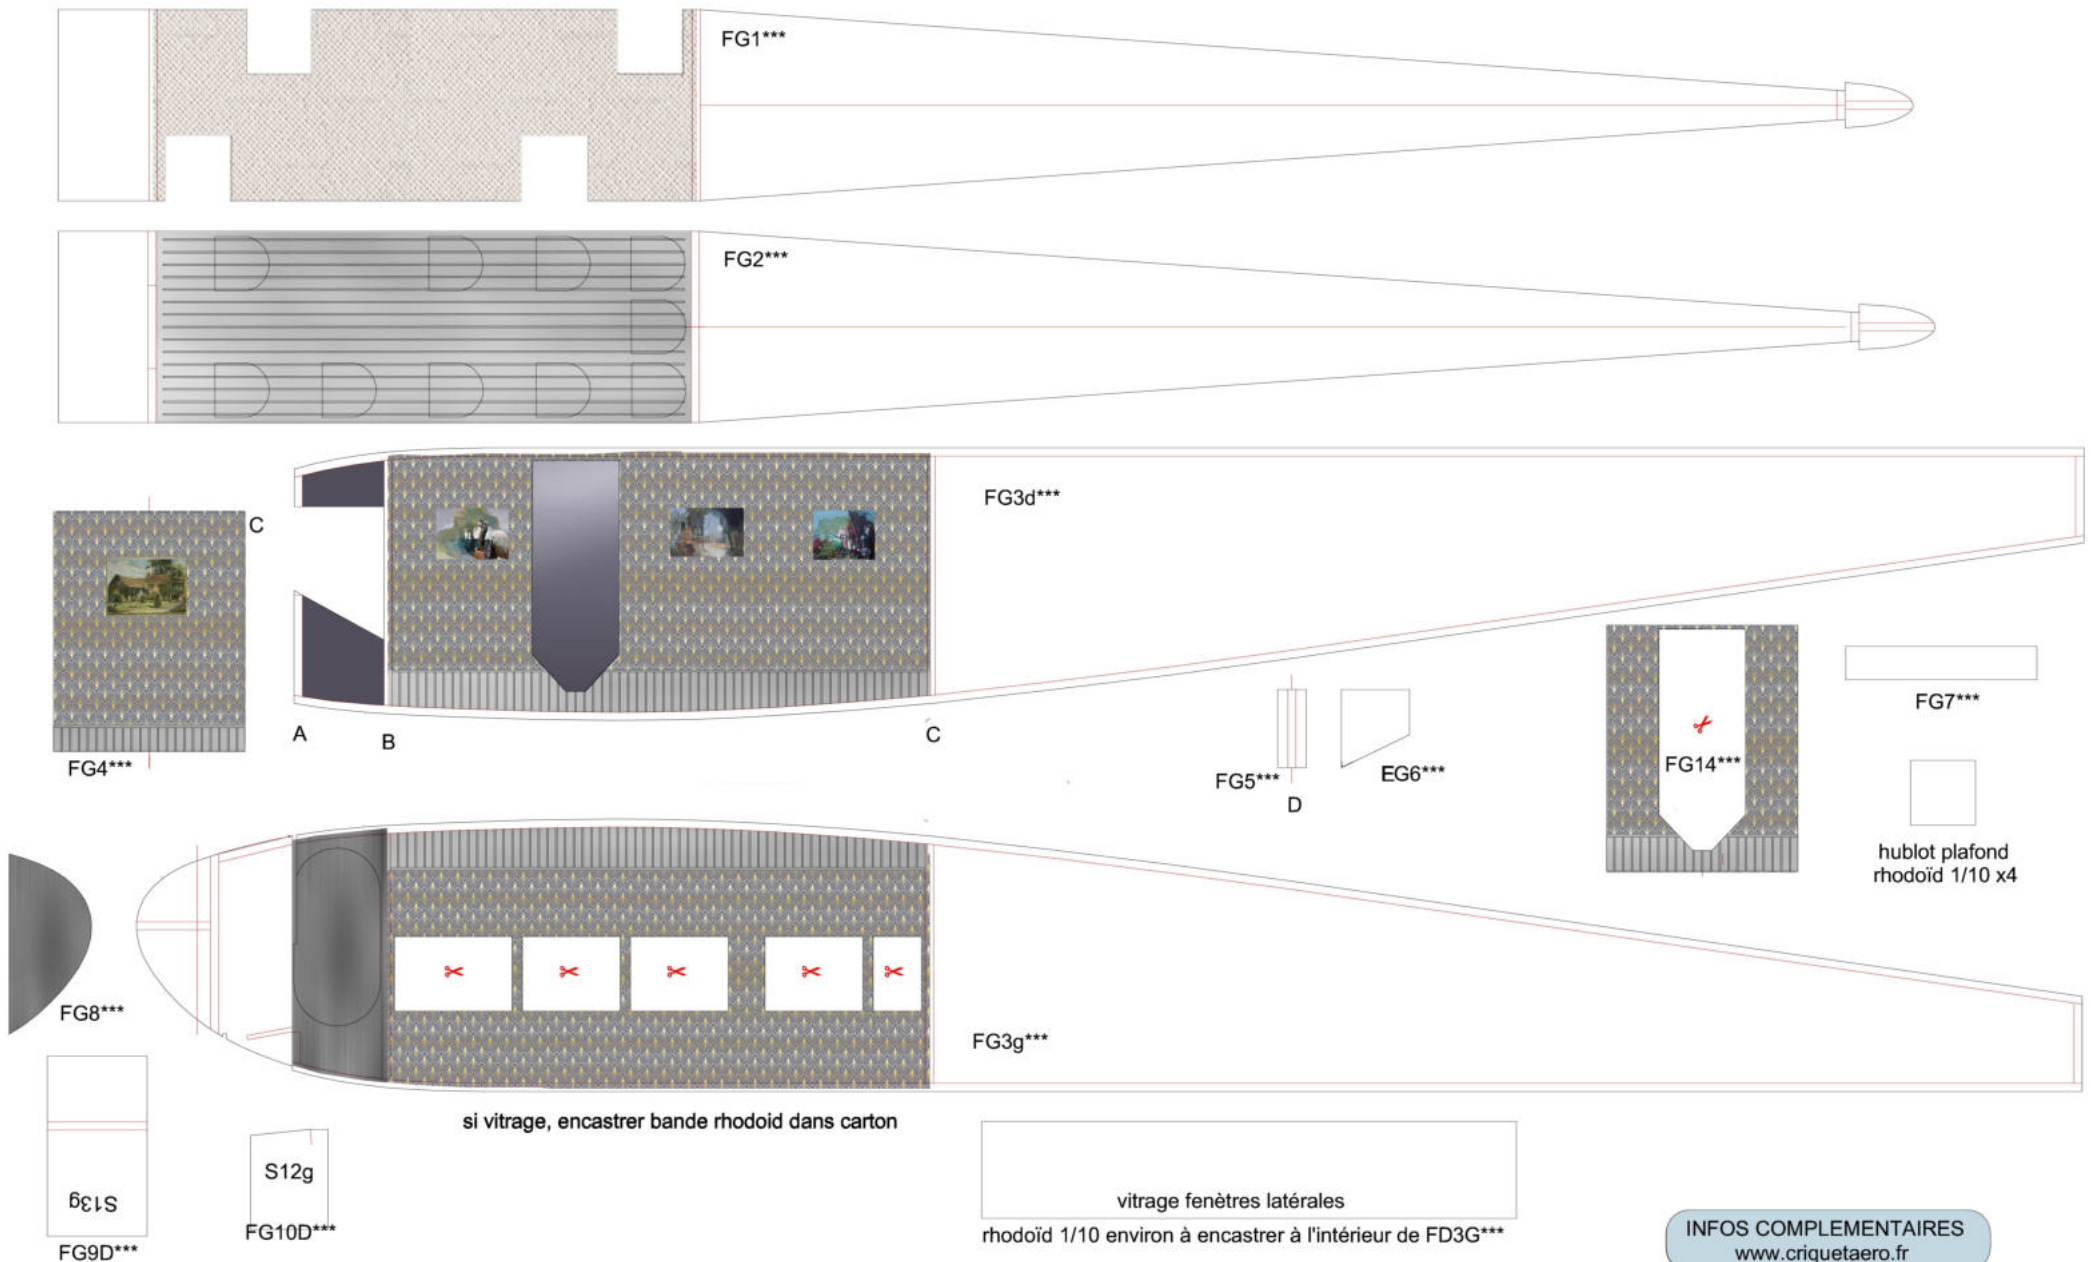 FG1***
FG2***
FG3d***
C
FG4***
A
B
C
FG5***
D
EG6***
FG14***
FG7***
hublot plafond
rhodoïd 1/10 x4
FG8***
FG3g***
si vitrage, encastrer bande rhodoid dans carton
S13g
FG9D***
S12g
FG10D***
vitrage fenètres latérales
rhodoïd 1/10 environ à encastrer à l'intérieur de FD3G***
INFOS COMPLEMENTAIRES
www.criquetaero.fr